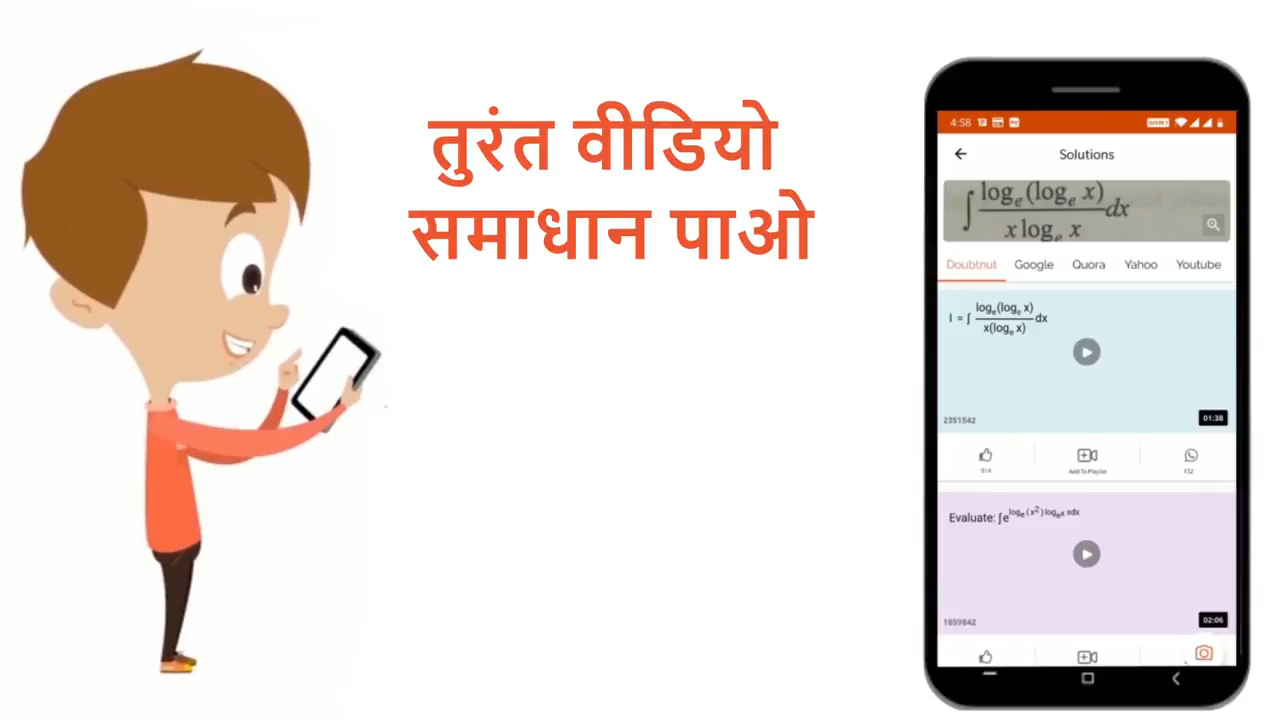 तुरंत वीडियो
समाधान पाओ
4:58
Solutions
∫ logₑ(logₑ x) / x logₑ x dx
Doubtnut Google Quora Yahoo Youtube
I = ∫ logₑ(logₑ x) / x(logₑ x) dx
2351542
01:38
914 Add To Playlist 152
Evaluate: ∫e^logₑ(x²)logₑx xdx
1859842
02:06